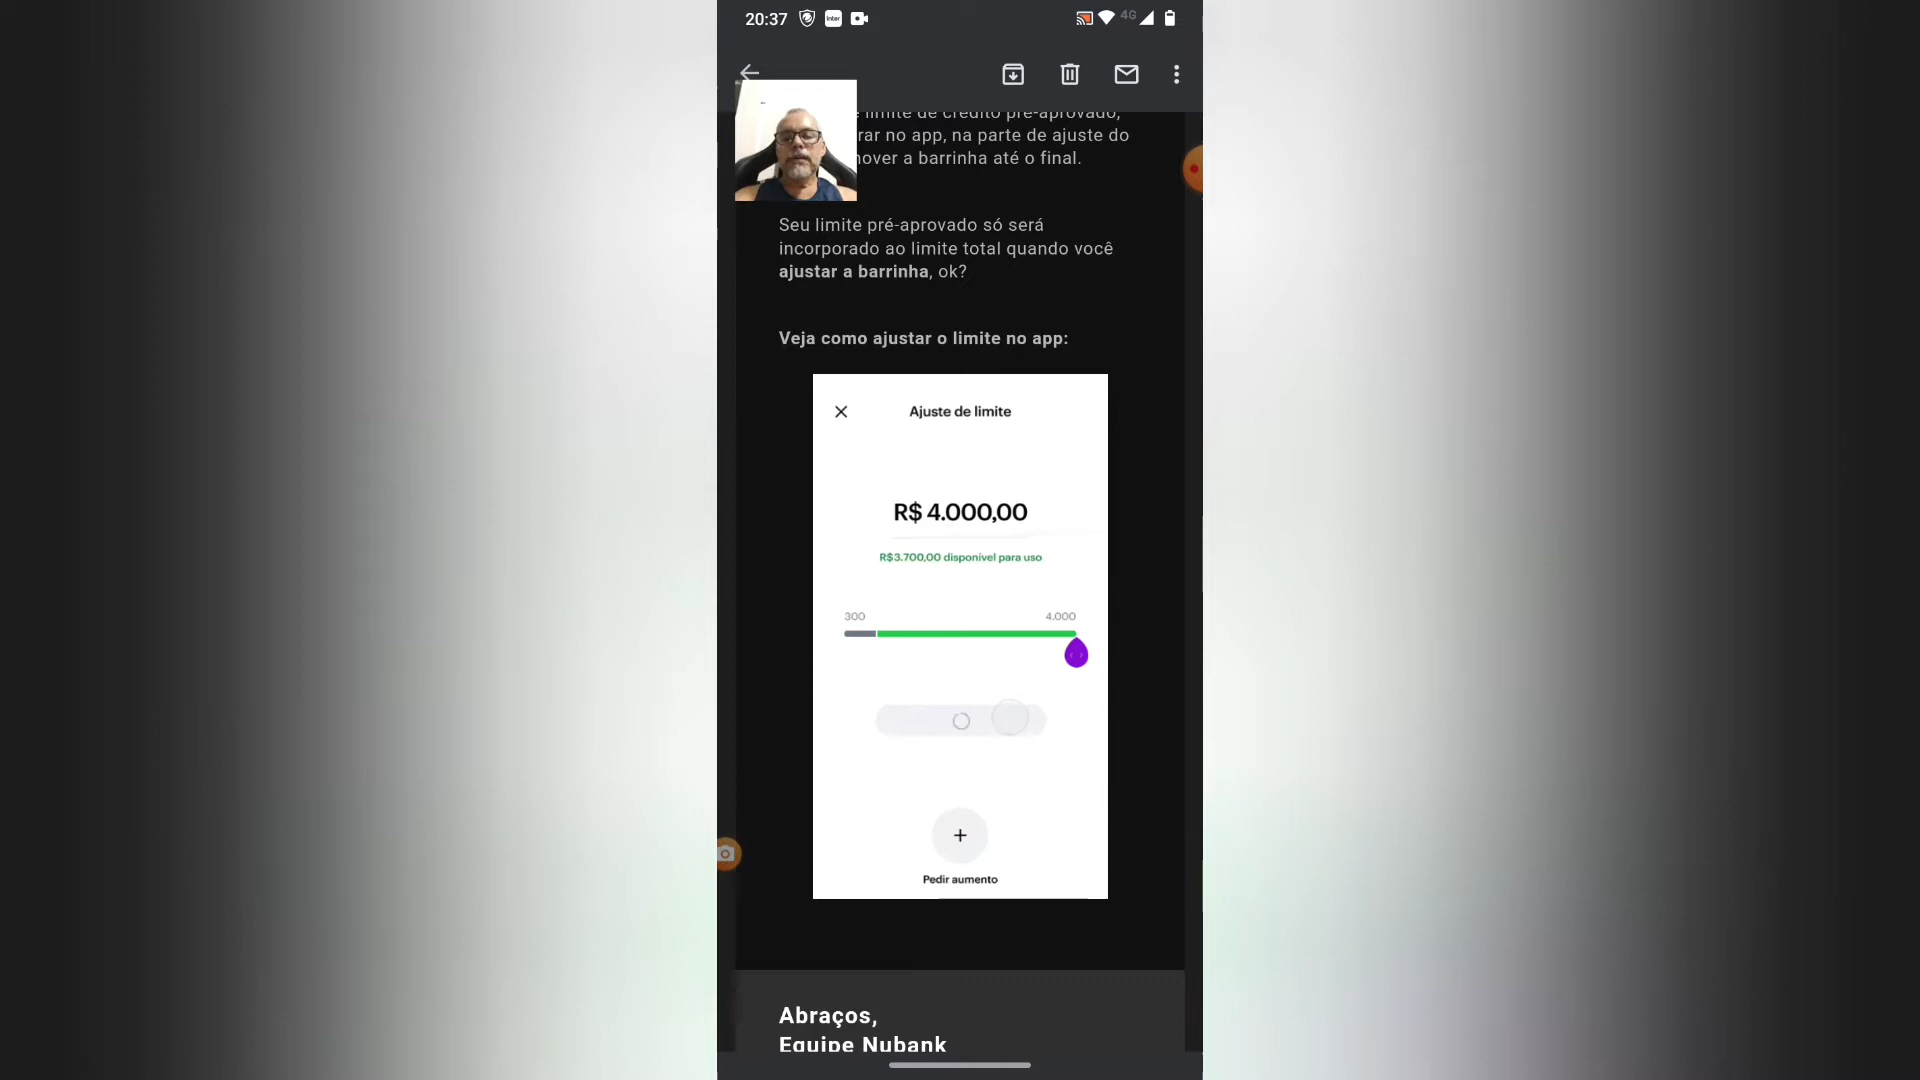 20:37
inter
4G
limite de crédito pré-aprovado,
rar no app, na parte de ajuste do
mover a barrinha até o final.
Seu limite pré-aprovado só será
incorporado ao limite total quando você
ajustar a barrinha, ok?
Veja como ajustar o limite no app:
Ajuste de limite
R$ 4.000,00
R$3.700,00 disponível para uso
300
4.000
Pedir aumento
Abraços,
Equipe Nubank